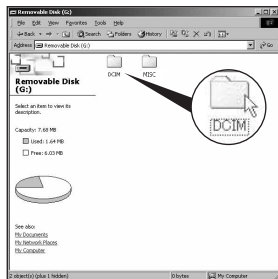 Removable Disk (G:)
File Edit View Favorites Tools Help
Back Search Folders History
Address Removable Disk (G:) Go
Removable Disk (G:)
DCIM MISC
Select an item to view its
description.
Capacity: 7.68 MB
Used: 1.64 MB
Free: 6.03 MB
DCIM
See also:
My Documents
My Network Places
My Computer
2 object(s) (plus 1 hidden) 0 bytes My Computer